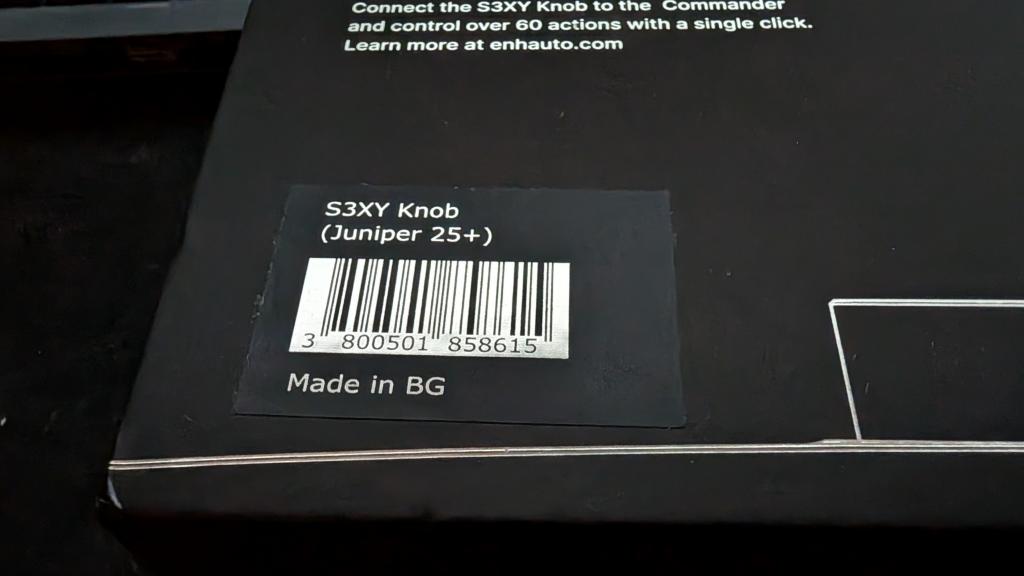 Connect the S3XY Knob to the Commander
and control over 60 actions with a single click.
Learn more at enhauto.com
S3XY Knob
(Juniper 25+)
3 800501 858615
Made in BG